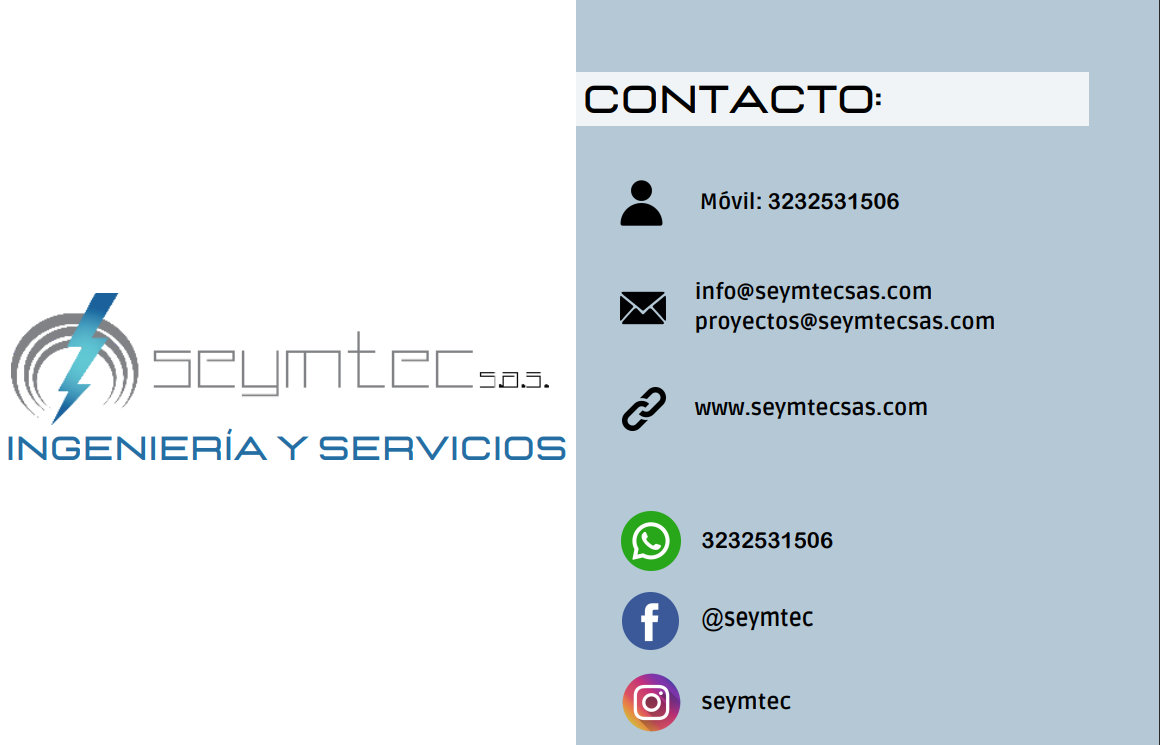 seymtec s.a.s.
INGENIERÍA Y SERVICIOS
CONTACTO:
Móvil: 3232531506
info@seymtecsas.com
proyectos@seymtecsas.com
www.seymtecsas.com
3232531506
@seymtec
seymtec